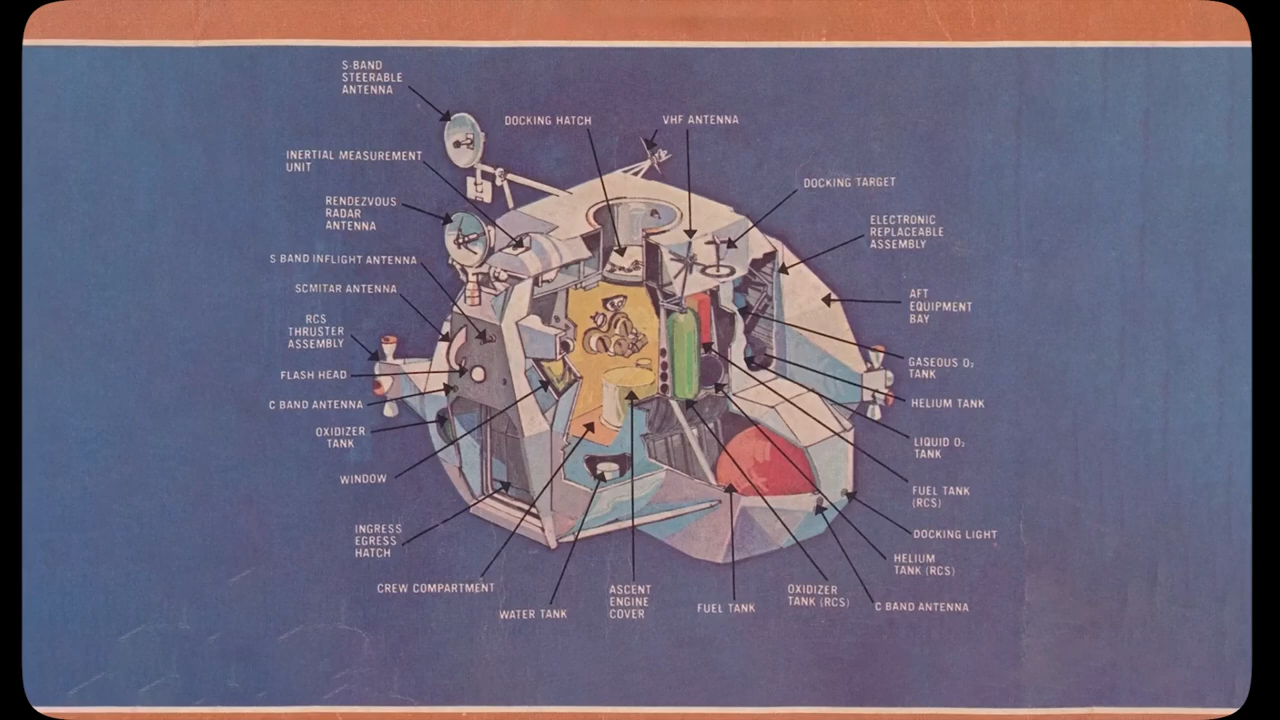 S-BAND
STEERABLE
ANTENNA
DOCKING HATCH
VHF ANTENNA
INERTIAL MEASUREMENT
UNIT
DOCKING TARGET
RENDEZVOUS
RADAR
ANTENNA
ELECTRONIC
REPLACEABLE
ASSEMBLY
S BAND INFLIGHT ANTENNA
SCMITAR ANTENNA
AFT
EQUIPMENT
BAY
RCS
THRUSTER
ASSEMBLY
GASEOUS O₂
TANK
FLASH HEAD
C BAND ANTENNA
HELIUM TANK
OXIDIZER
TANK
LIQUID O₂
TANK
WINDOW
FUEL TANK
(RCS)
INGRESS
EGRESS
HATCH
DOCKING LIGHT
HELIUM
TANK (RCS)
CREW COMPARTMENT
WATER TANK
ASCENT
ENGINE
COVER
FUEL TANK
OXIDIZER
TANK (RCS)
C BAND ANTENNA